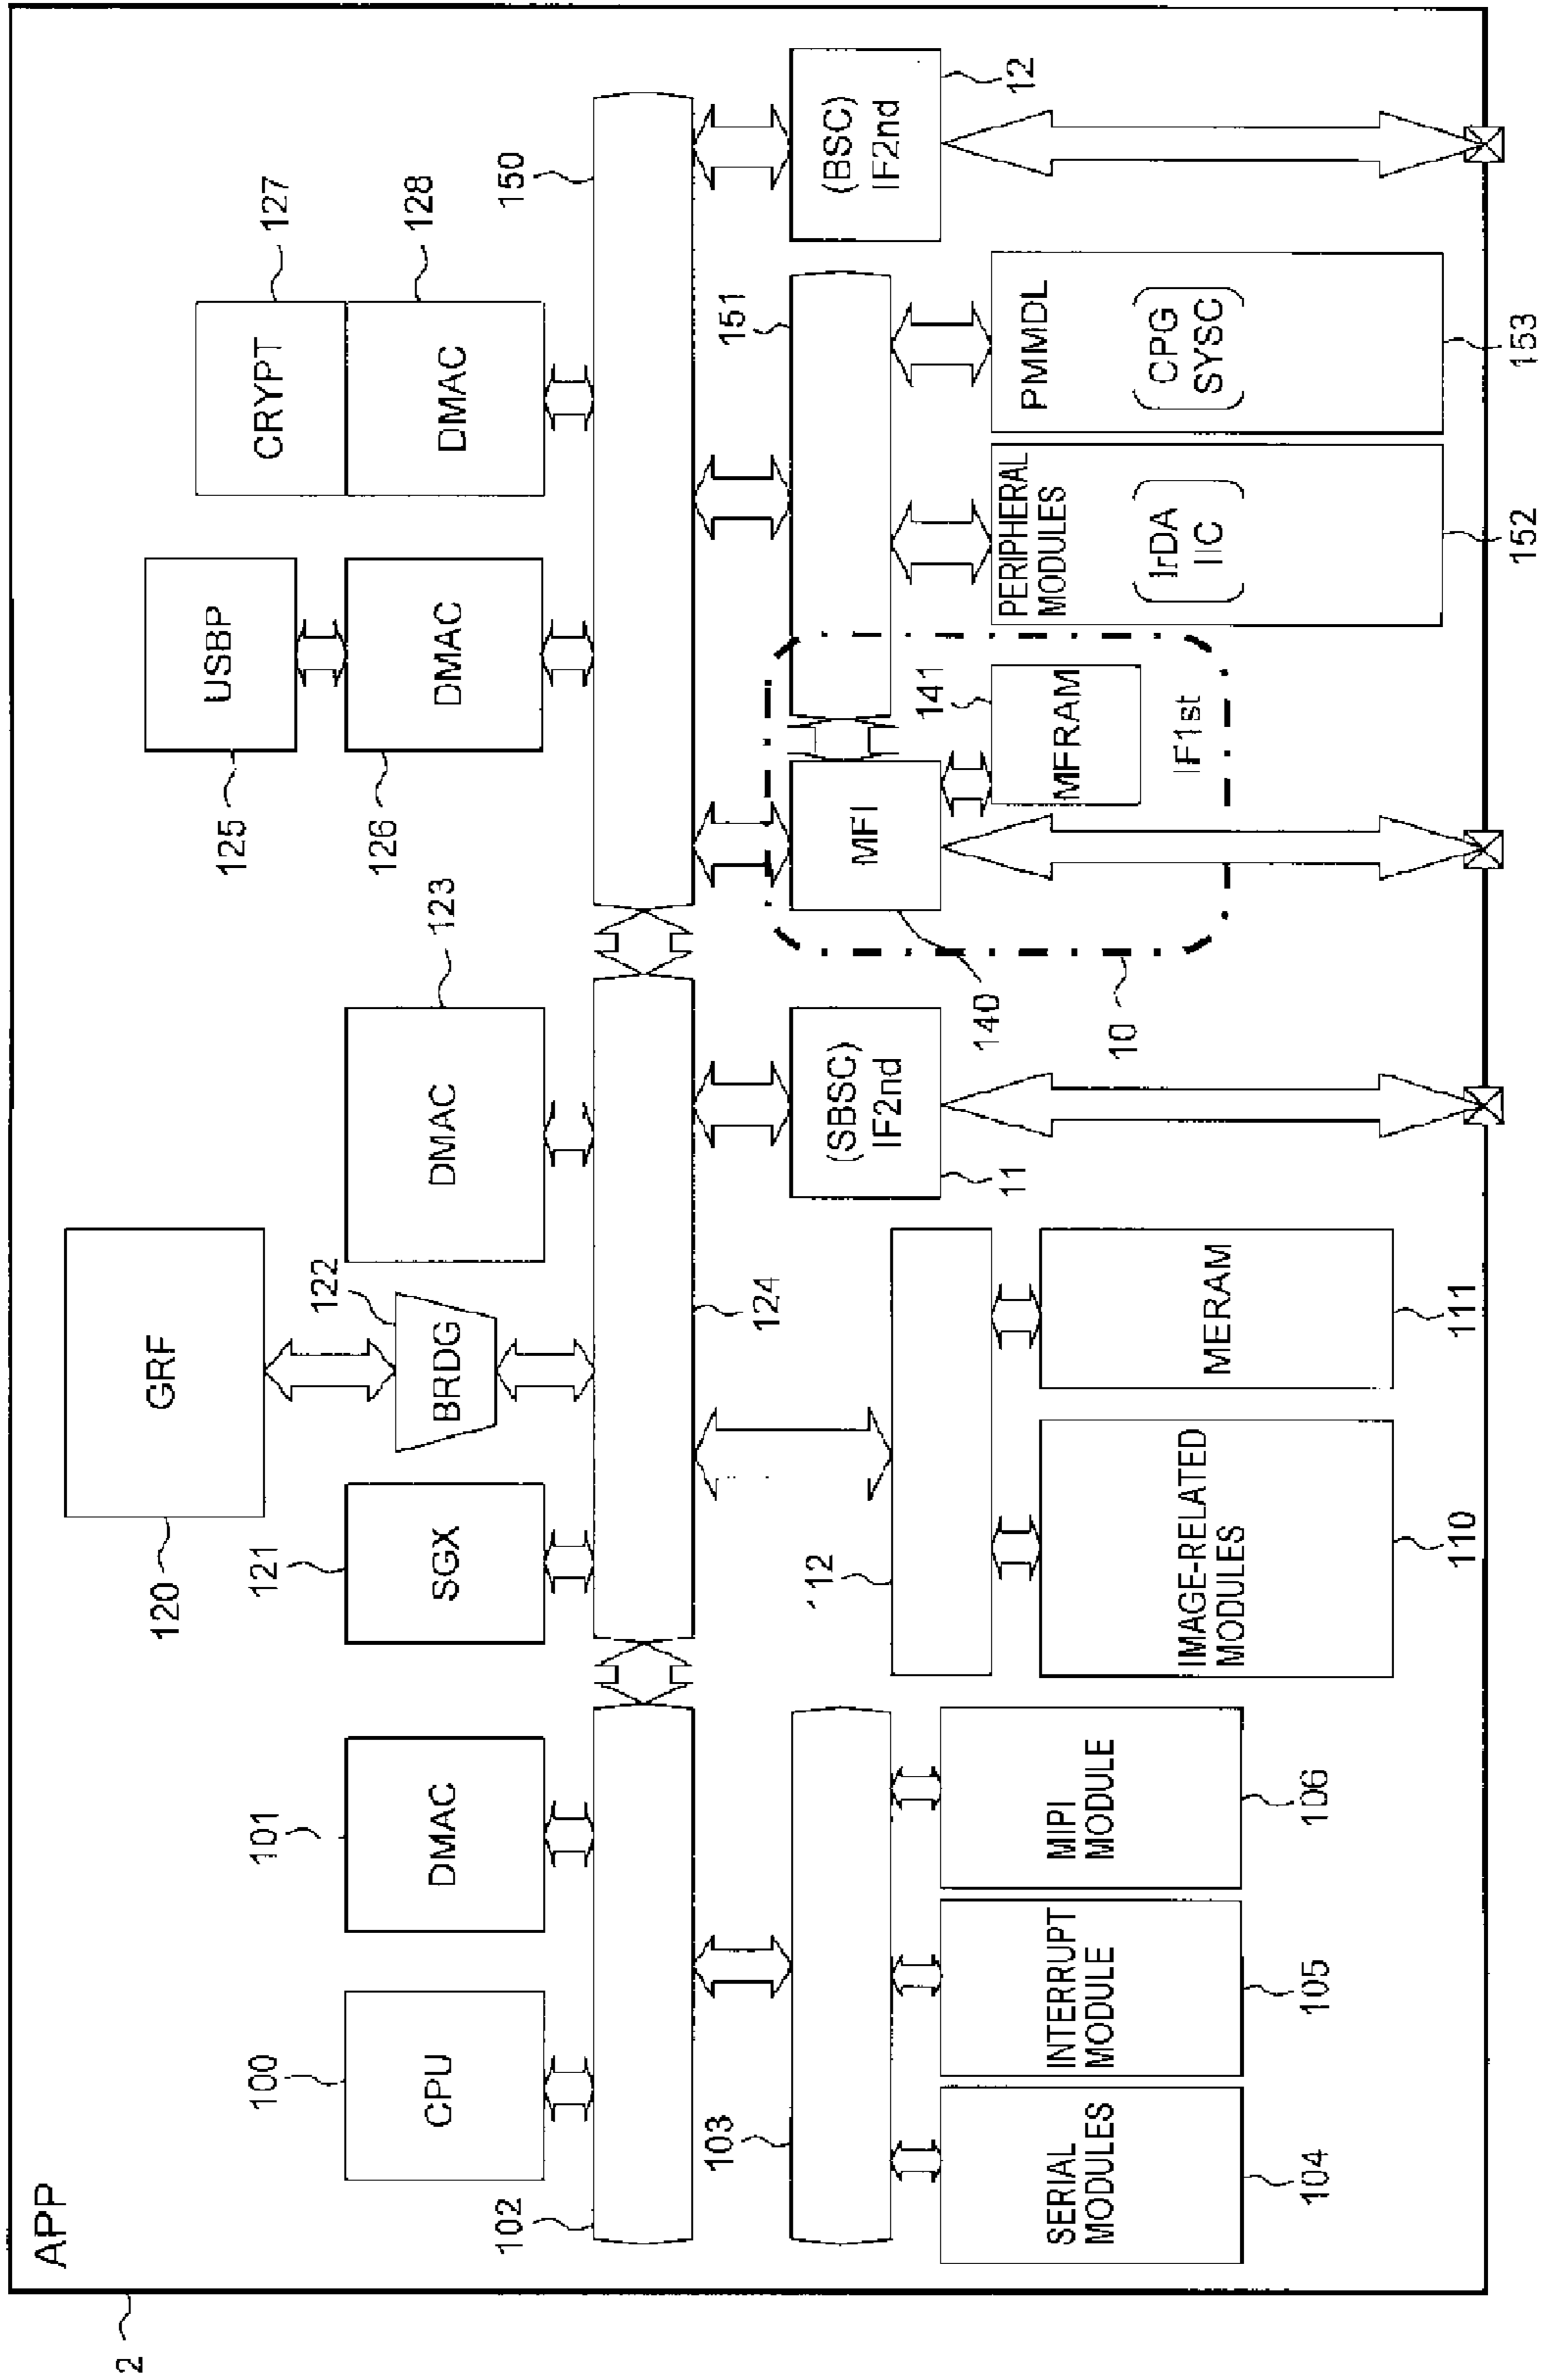 2
APP
100
CPU
101
DMAC
120
GRF
121
SGX
122
BRDG
123
DMAC
125
USBP
126
DMAC
127
CRYPT
128
DMAC
102
124
150
103
112
151
104
SERIAL
MODULES
105
INTERRUPT
MODULE
106
MIPI
MODULE
110
IMAGE-RELATED
MODULES
111
MERAM
11
(SBSC)
IF2nd
10
140
MFI
141
MFRAM
IF1st
152
PERIPHERAL
MODULES
IrDA
IIC
153
PMMDL
CPG
SYSC
12
(BSC)
IF2nd